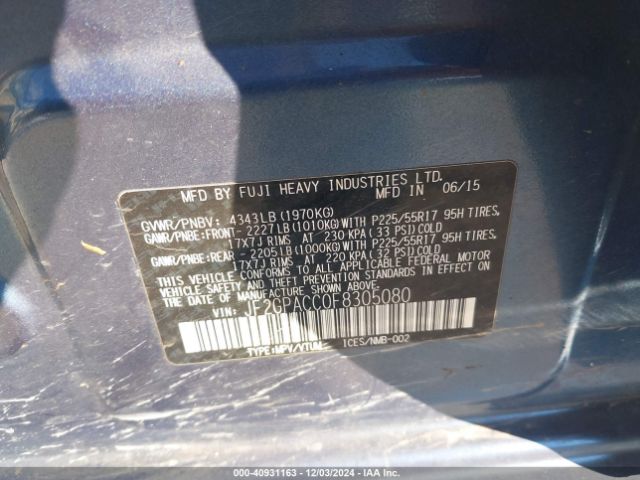 MFD BY FUJI HEAVY INDUSTRIES LTD.
MFD IN 06/15
GVWR/PNBV: 4343LB(1970KG)
GAWR/PNBE:FRONT- 2227LB(1010KG)WITH P225/55R17 95H TIRES,
17X7J RIMS AT 230 KPA(33 PSI)COLD
GAWR/PNBE:REAR - 2205LB(1000KG)WITH P225/55R17 95H TIRES,
17X7J RIMS AT 220 KPA(32 PSI)COLD
THIS VEHICLE CONFORMS TO ALL APPLICABLE FEDERAL MOTOR
VEHICLE SAFETY AND THEFT PREVENTION STANDARDS IN EFFECT
ON THE DATE OF MANUFACTURE SHOWN ABOVE.
VIN: JF2GPACC0F8305080
TYPE:MPV/VTUM ICES/NMB-002
000-40931163 - 12/03/2024 - IAAI.com - Copyright